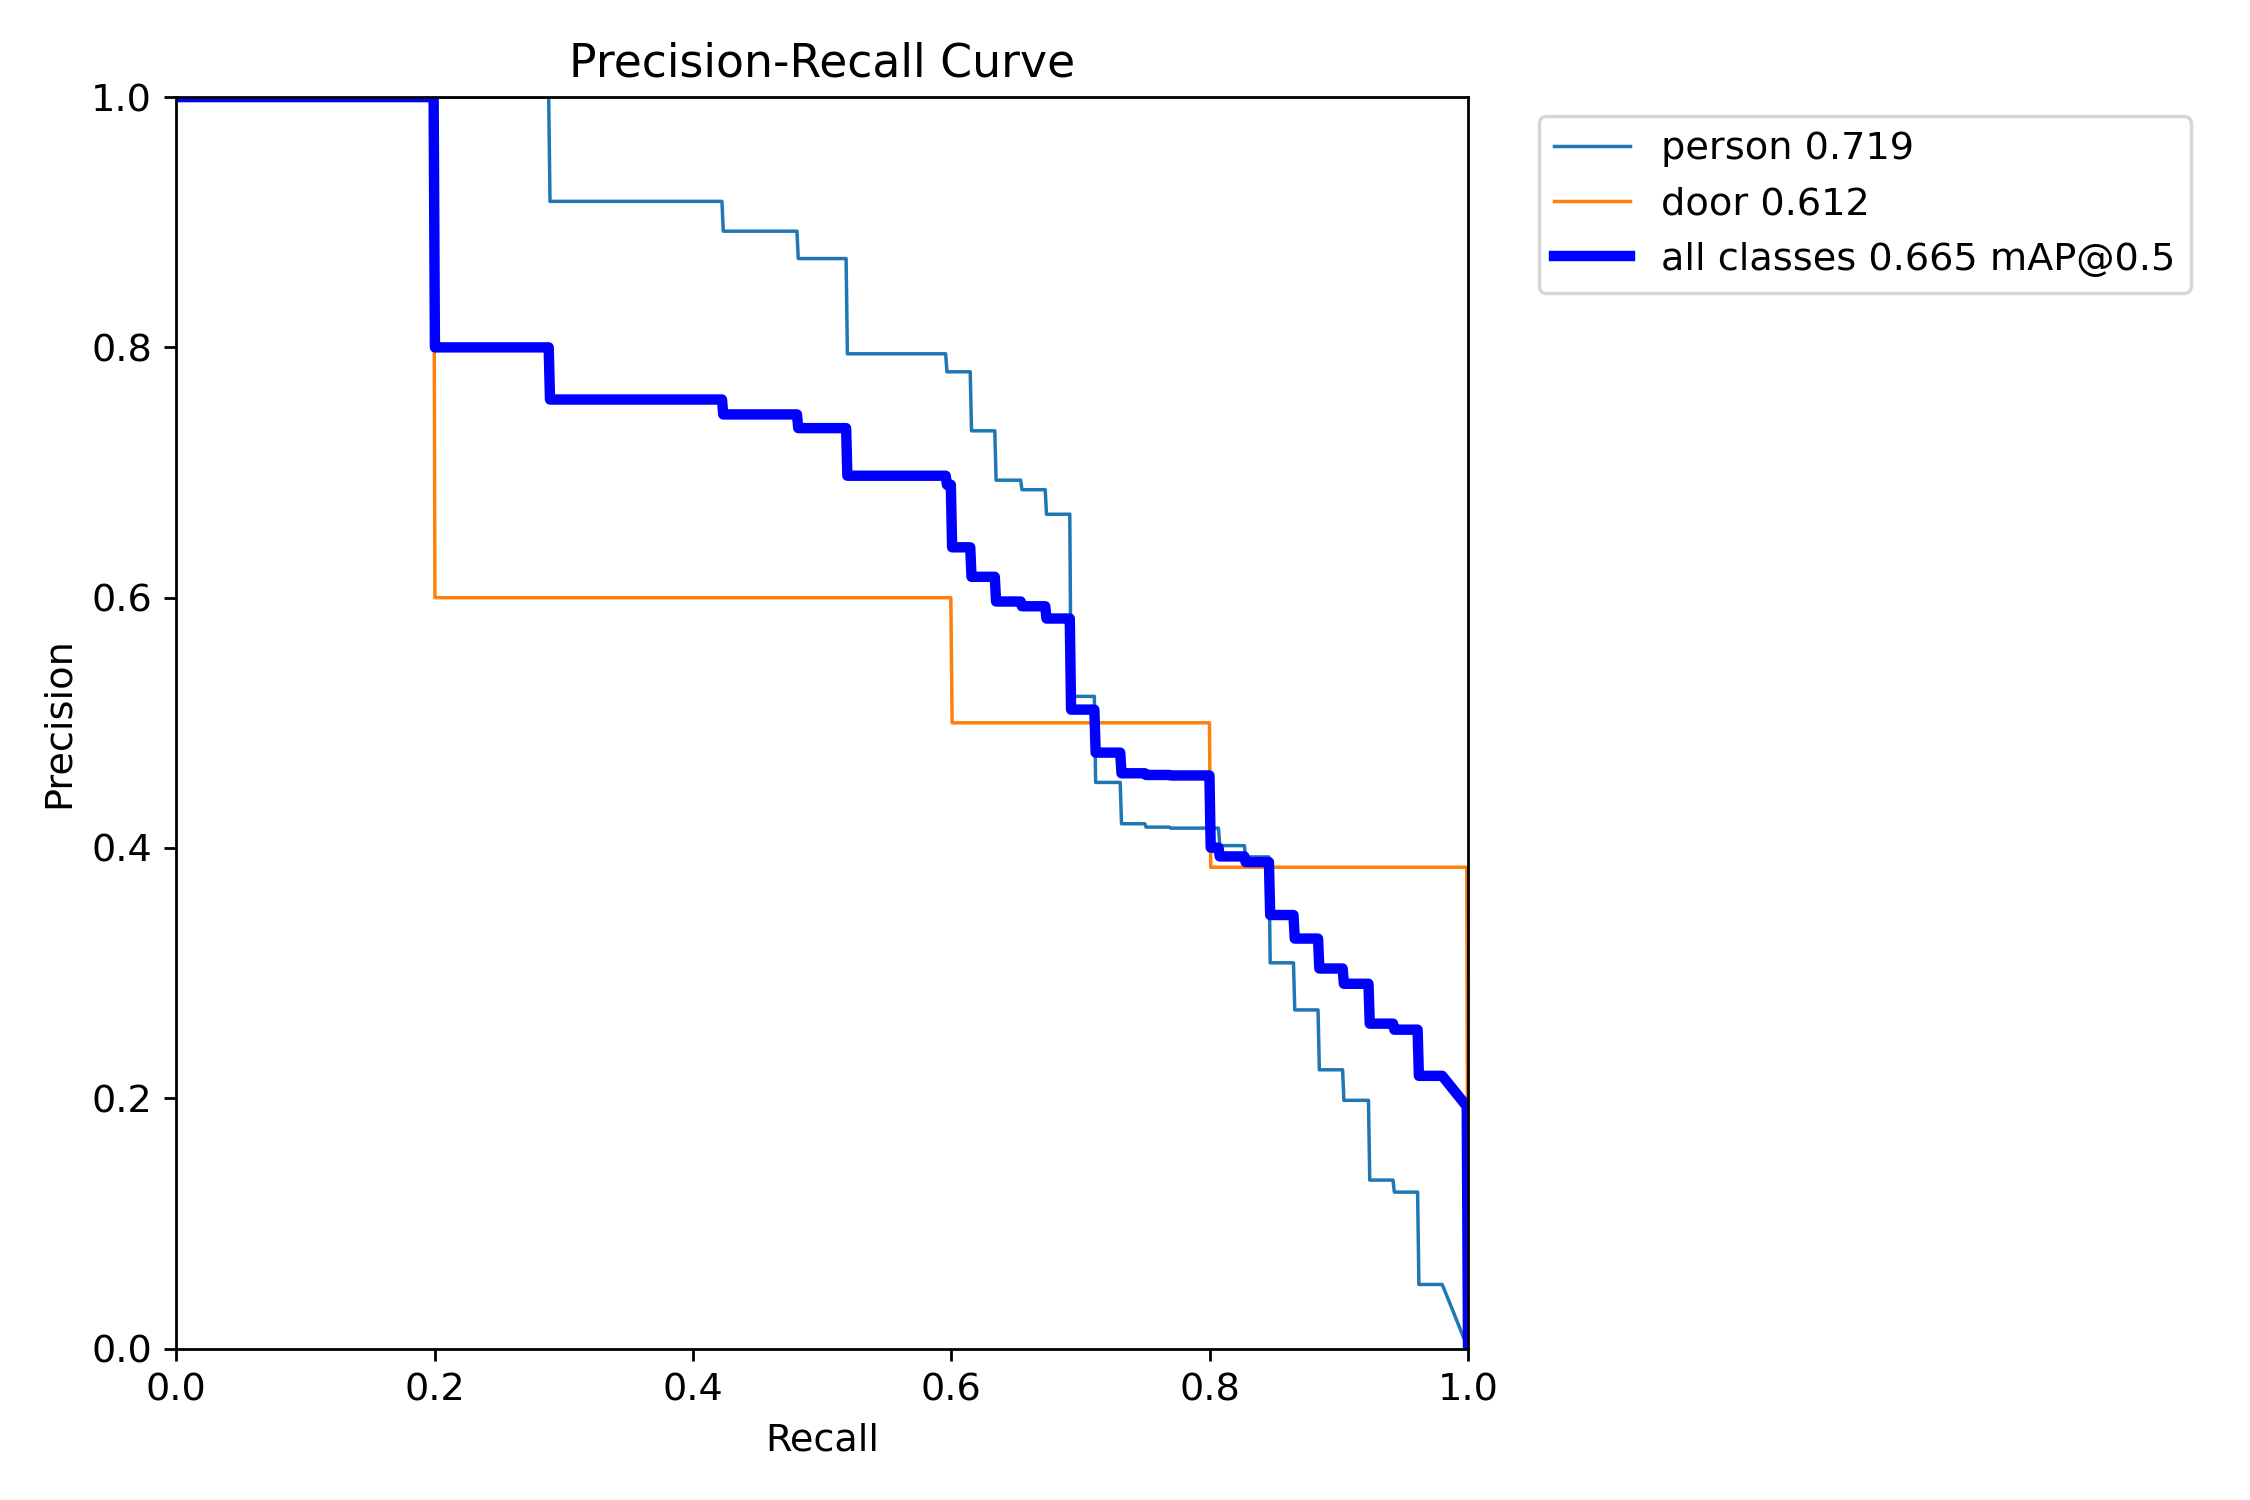 Precision-Recall Curve
1.0
0.8
0.6
0.4
0.2
0.0
Precision
0.0 0.2 0.4 0.6 0.8 1.0
Recall
person 0.719
door 0.612
all classes 0.665 mAP@0.5